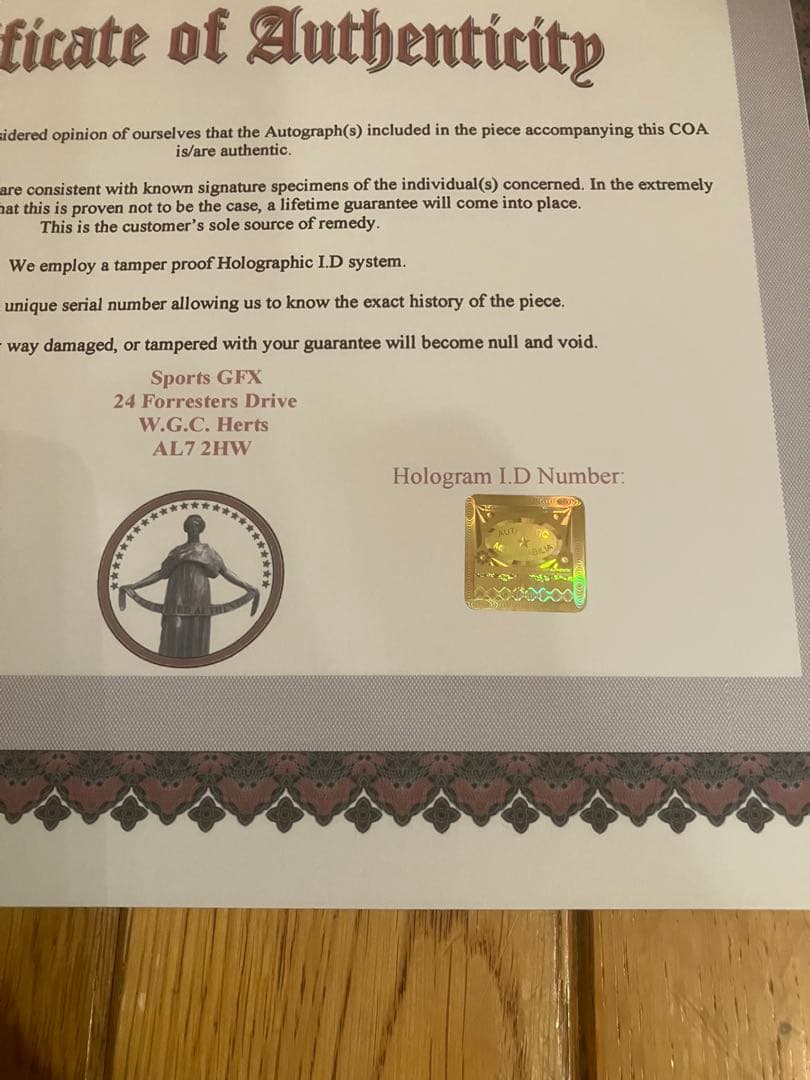 ficate of Authenticity
sidered opinion of ourselves that the Autograph(s) included in the piece accompanying this COA
is/are authentic.
are consistent with known signature specimens of the individual(s) concerned. In the extremely
hat this is proven not to be the case, a lifetime guarantee will come into place.
This is the customer's sole source of remedy.
We employ a tamper proof Holographic I.D system.
unique serial number allowing us to know the exact history of the piece.
way damaged, or tampered with your guarantee will become null and void.
Sports GFX
24 Forresters Drive
W.G.C. Herts
AL7 2HW
Hologram I.D Number: